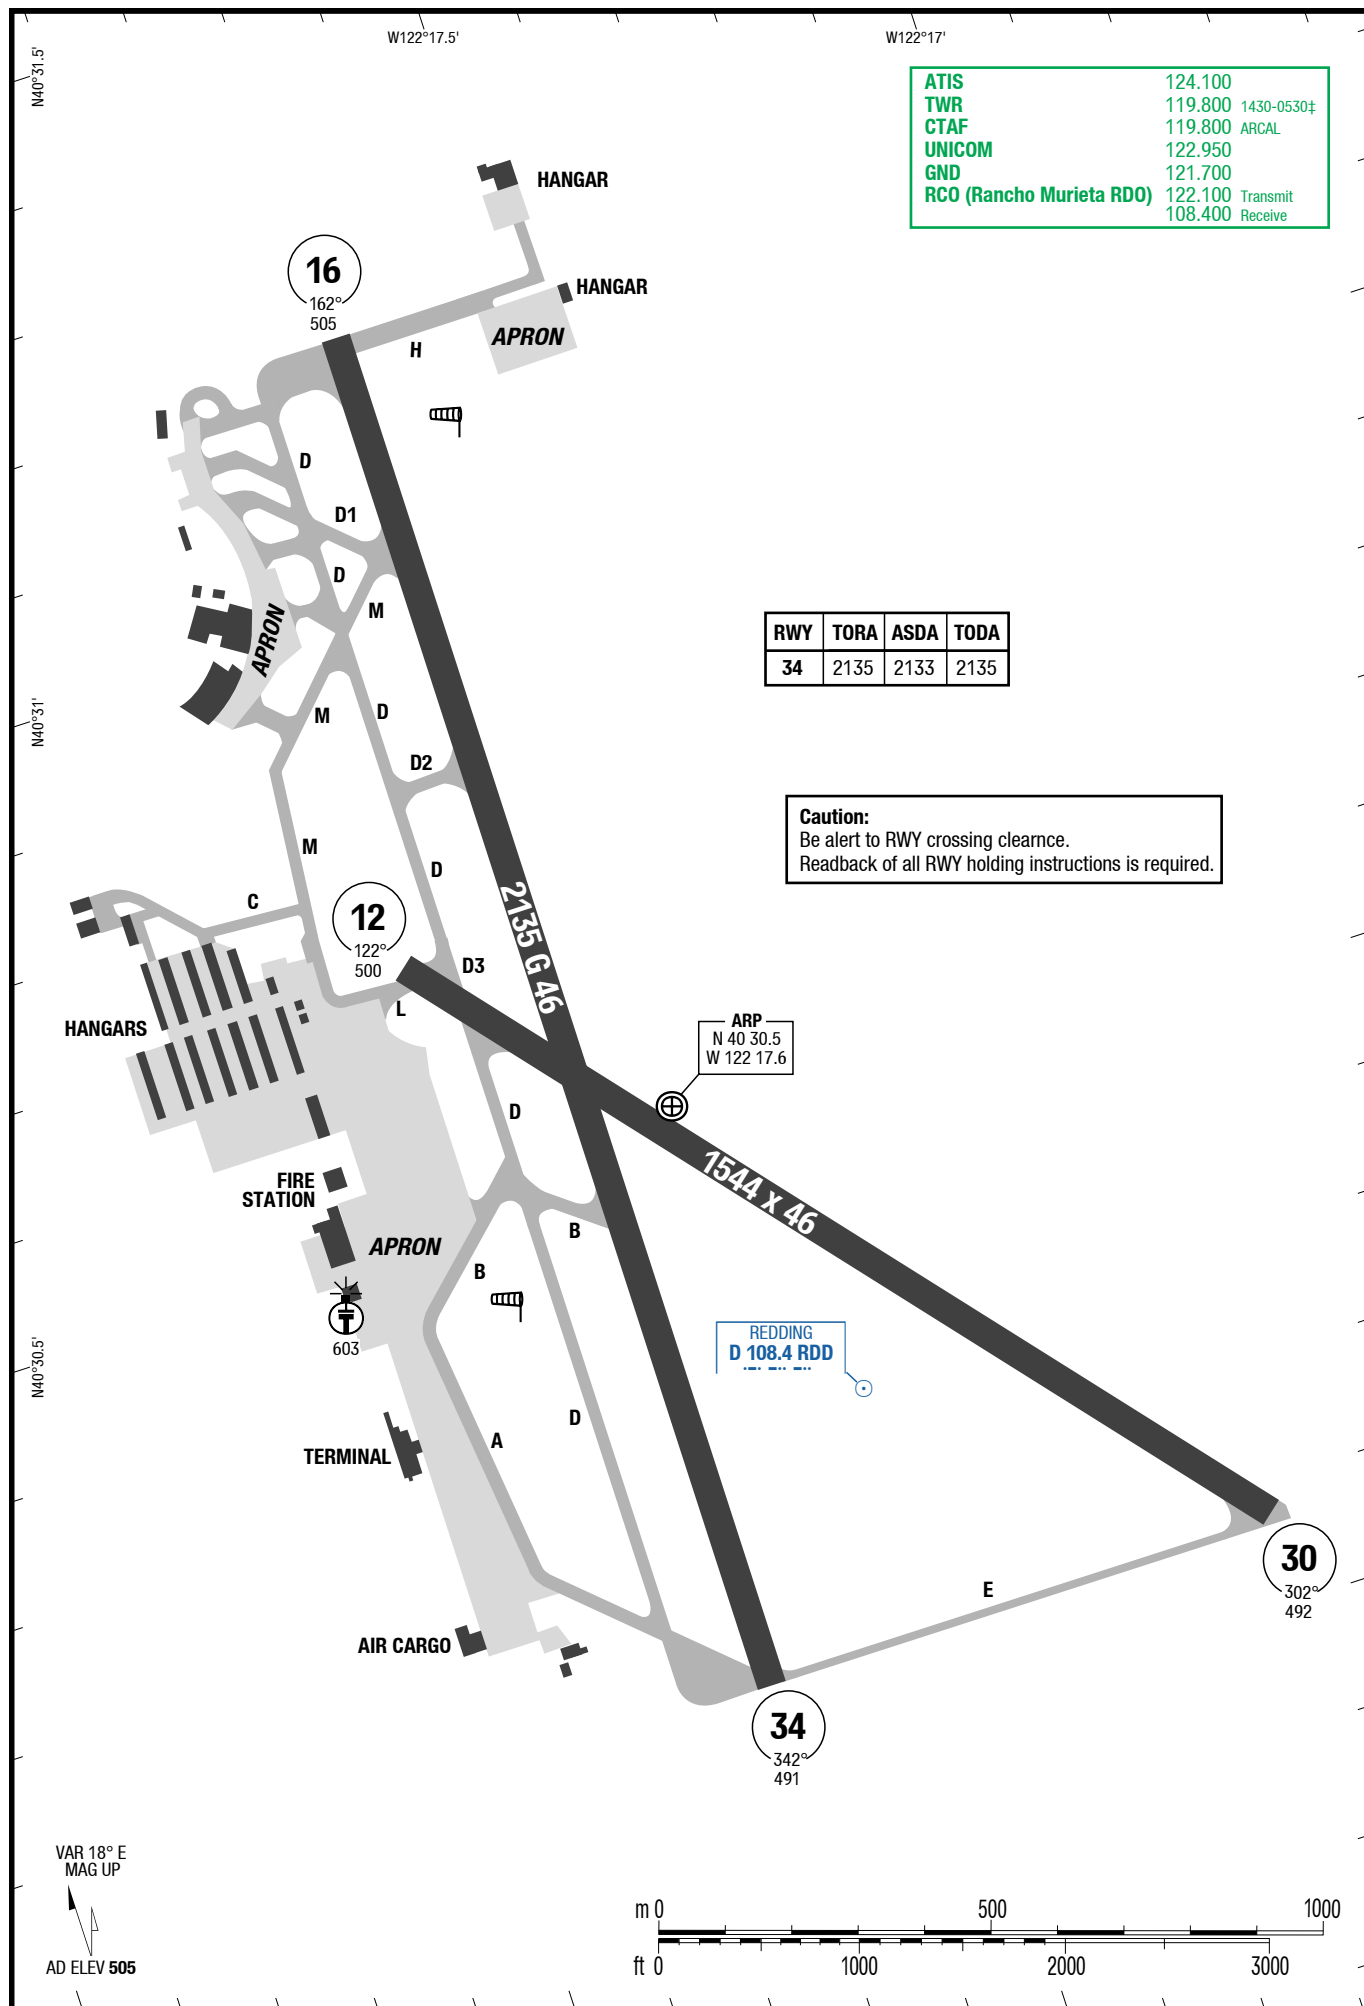 W122°17.5'
W122°17'
N40°31.5'
ATIS 124.100
TWR 119.800 1430-0530‡
CTAF 119.800 ARCAL
UNICOM 122.950
GND 121.700
RCO (Rancho Murieta RDO) 122.100 Transmit
108.400 Receive
HANGAR
16
162°
505
HANGAR
APRON
H
D
D1
D
M
APRON
RWY TORA ASDA TODA
34 2135 2133 2135
N40°31'
M
D
D2
Caution:
Be alert to RWY crossing clearnce.
Readback of all RWY holding instructions is required.
M
D
C
12
122°
500
2135 G 46
D3
L
HANGARS
ARP
N 40 30.5
W 122 17.6
D
1544 x 46
FIRE
STATION
B
APRON
B
603
N40°30.5'
REDDING
D 108.4 RDD
D
A
TERMINAL
30
302°
492
E
AIR CARGO
34
342°
491
VAR 18° E
MAG UP
AD ELEV 505
m 0 500 1000
ft 0 1000 2000 3000